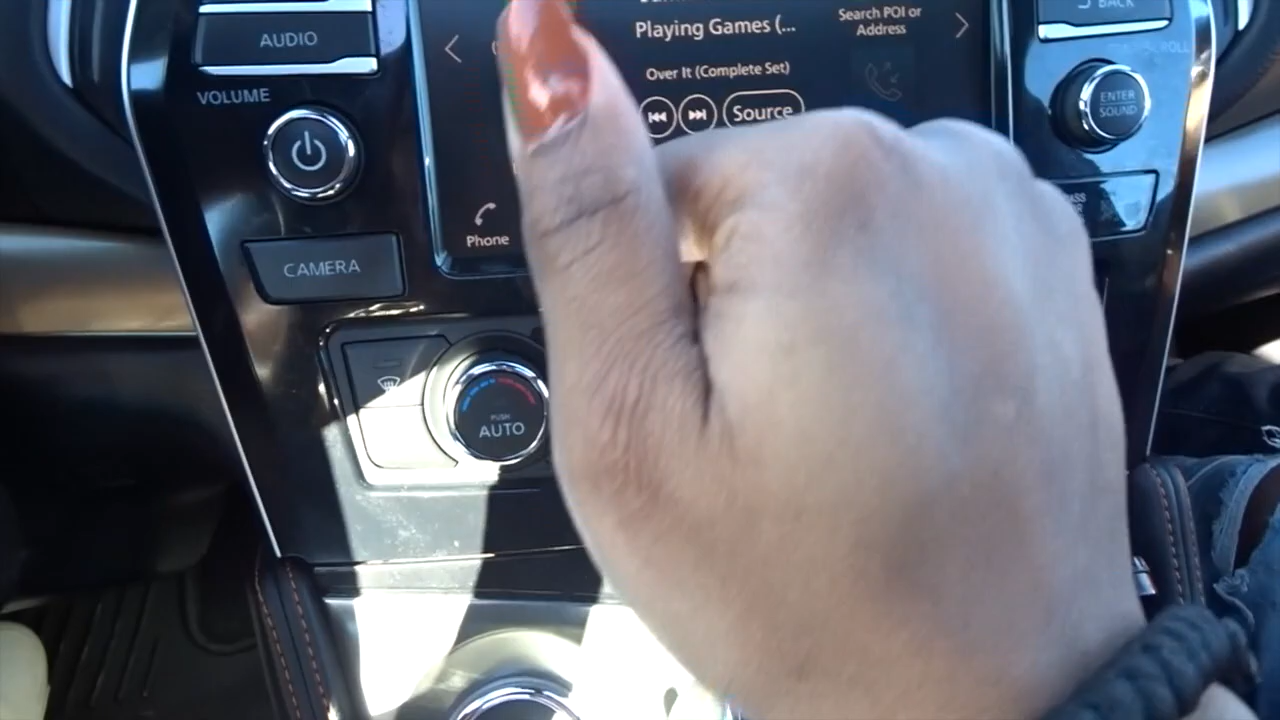 AUDIO
VOLUME
CAMERA
Playing Games (...
Over It (Complete Set)
Source
Search POI or
Address
Phone
BACK
SCROLL
ENTER
SOUND
PUSH
AUTO